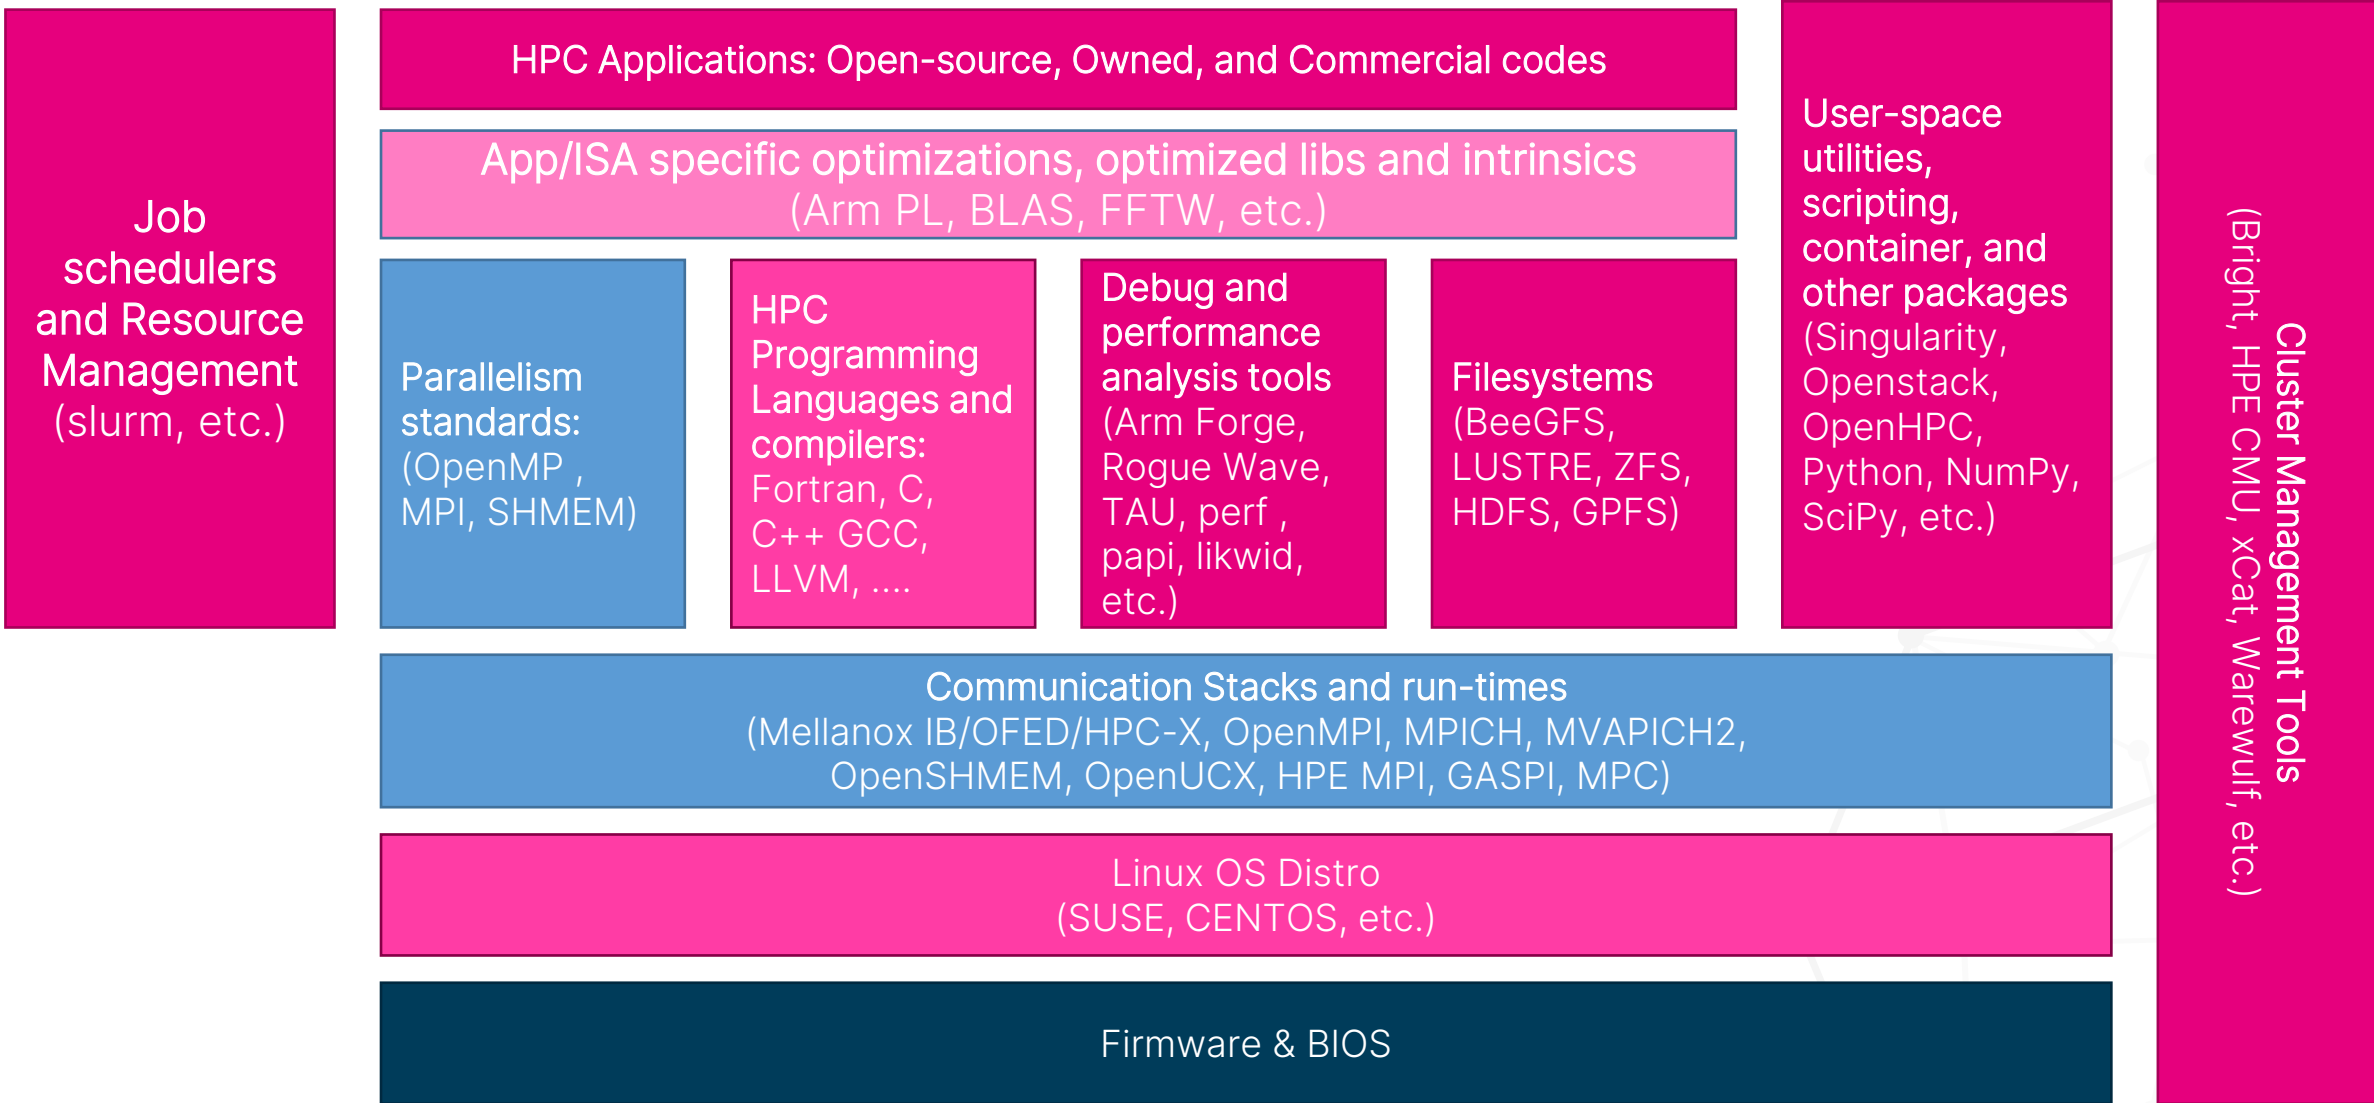 Job
schedulers
and Resource
Management
(slurm, etc.)
HPC Applications: Open-source, Owned, and Commercial codes
App/ISA specific optimizations, optimized libs and intrinsics
(Arm PL, BLAS, FFTW, etc.)
Parallelism
standards:
(OpenMP ,
MPI, SHMEM)
HPC
Programming
Languages and
compilers:
Fortran, C,
C++ GCC,
LLVM, ....
Debug and
performance
analysis tools
(Arm Forge,
Rogue Wave,
TAU, perf ,
papi, likwid,
etc.)
Filesystems
(BeeGFS,
LUSTRE, ZFS,
HDFS, GPFS)
User-space
utilities,
scripting,
container, and
other packages
(Singularity,
Openstack,
OpenHPC,
Python, NumPy,
SciPy, etc.)
Communication Stacks and run-times
(Mellanox IB/OFED/HPC-X, OpenMPI, MPICH, MVAPICH2,
OpenSHMEM, OpenUCX, HPE MPI, GASPI, MPC)
Linux OS Distro
(SUSE, CENTOS, etc.)
Firmware & BIOS
Cluster Management Tools
(Bright, HPE CMU, xCat, Warewulf, etc.)